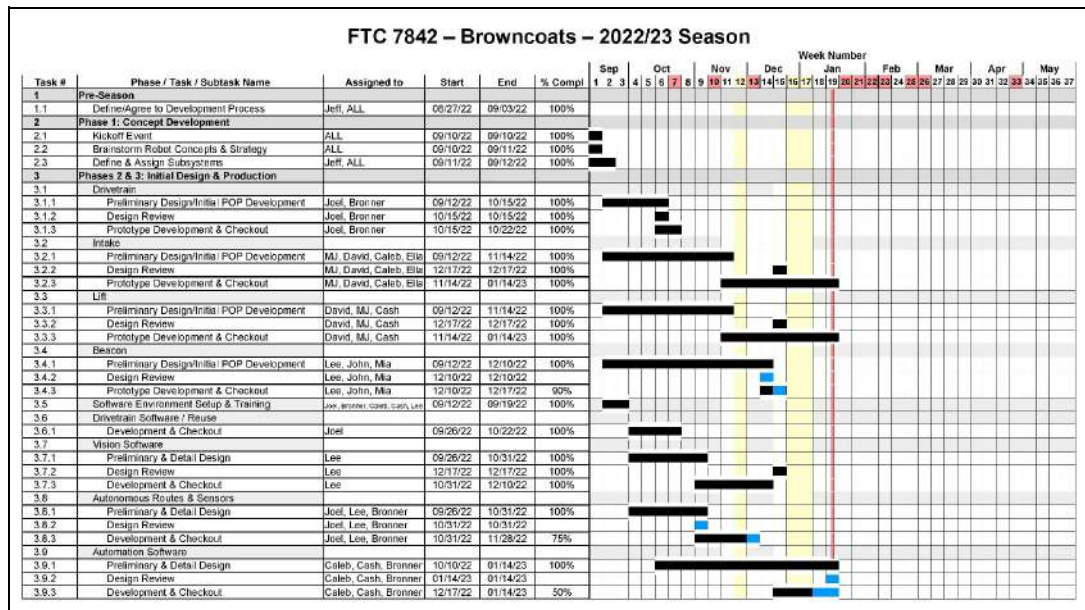 FTC 7842 – Browncoats – 2022/23 Season
Week Number
Sep Oct Nov Dec Jan Feb Mar Apr May
Task # Phase / Task / Subtask Name Assigned to Start End % Compl 1 2 3 4 5 6 7 8 9 10 11 12 13 14 15 16 17 18 19 20 21 22 23 24 25 26 27 28 29 30 31 32 33 34 35 36 37
1 Pre-Season
1.1 Define/Agree to Development Process Jeff, ALL 08/27/22 09/03/22 100%
2 Phase 1: Concept Development
2.1 Kickoff Event ALL 09/10/22 09/10/22 100%
2.2 Brainstorm Robot Concepts & Strategy ALL 09/10/22 09/11/22 100%
2.3 Define & Assign Subsystems Jeff, ALL 09/11/22 09/12/22 100%
3 Phases 2 & 3: Initial Design & Production
3.1 Drivetrain
3.1.1 Preliminary Design/Initial POP Development Joel, Bronner 09/12/22 10/15/22 100%
3.1.2 Design Review Joel, Bronner 10/15/22 10/15/22 100%
3.1.3 Prototype Development & Checkout Joel, Bronner 10/15/22 10/22/22 100%
3.2 Intake
3.2.1 Preliminary Design/Initial POP Development MJ, David, Caleb, Ella 09/12/22 11/14/22 100%
3.2.2 Design Review MJ, David, Caleb, Ella 12/17/22 12/17/22 100%
3.2.3 Prototype Development & Checkout MJ, David, Caleb, Ella 11/14/22 01/14/23 100%
3.3 Lift
3.3.1 Preliminary Design/Initial POP Development David, MJ, Cash 09/12/22 11/14/22 100%
3.3.2 Design Review David, MJ, Cash 12/17/22 12/17/22 100%
3.3.3 Prototype Development & Checkout David, MJ, Cash 11/14/22 01/14/23 100%
3.4 Beacon
3.4.1 Preliminary Design/Initial POP Development Lee, John, Mia 09/12/22 12/10/22 100%
3.4.2 Design Review Lee, John, Mia 12/10/22 12/10/22
3.4.3 Prototype Development & Checkout Lee, John, Mia 12/10/22 12/17/22 90%
3.5 Software Environment Setup & Training Joel, Bronner, Caleb, Cash, Lee 09/12/22 09/19/22 100%
3.6 Drivetrain Software / Reuse
3.6.1 Development & Checkout Joel 09/26/22 10/22/22 100%
3.7 Vision Software
3.7.1 Preliminary & Detail Design Lee 09/26/22 10/31/22 100%
3.7.2 Design Review Lee 12/17/22 12/17/22 100%
3.7.3 Development & Checkout Lee 10/31/22 12/10/22 100%
3.8 Autonomous Routes & Sensors
3.8.1 Preliminary & Detail Design Joel, Lee, Bronner 09/26/22 10/31/22 100%
3.8.2 Design Review Joel, Lee, Bronner 10/31/22 10/31/22
3.8.3 Development & Checkout Joel, Lee, Bronner 10/31/22 11/28/22 75%
3.9 Automation Software
3.9.1 Preliminary & Detail Design Caleb, Cash, Bronner 10/10/22 01/14/23 100%
3.9.2 Design Review Caleb, Cash, Bronner 01/14/23 01/14/23
3.9.3 Development & Checkout Caleb, Cash, Bronner 12/17/22 01/14/23 50%